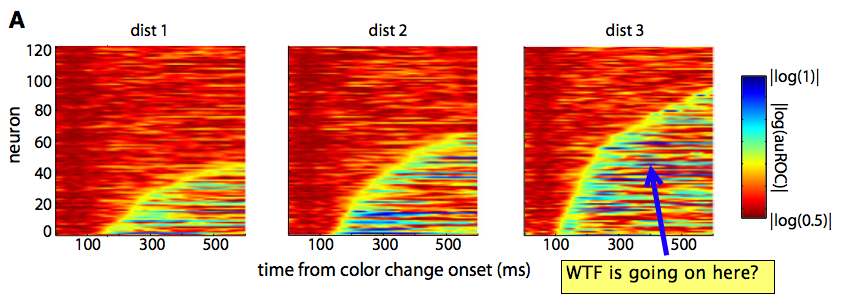 A
dist 1
dist 2
dist 3
neuron
120
100
80
60
40
20
0
100 300 500
100 300 500
100 300 500
time from color change onset (ms)
|log(1)|
|log(auROC)|
|log(0.5)|
WTF is going on here?